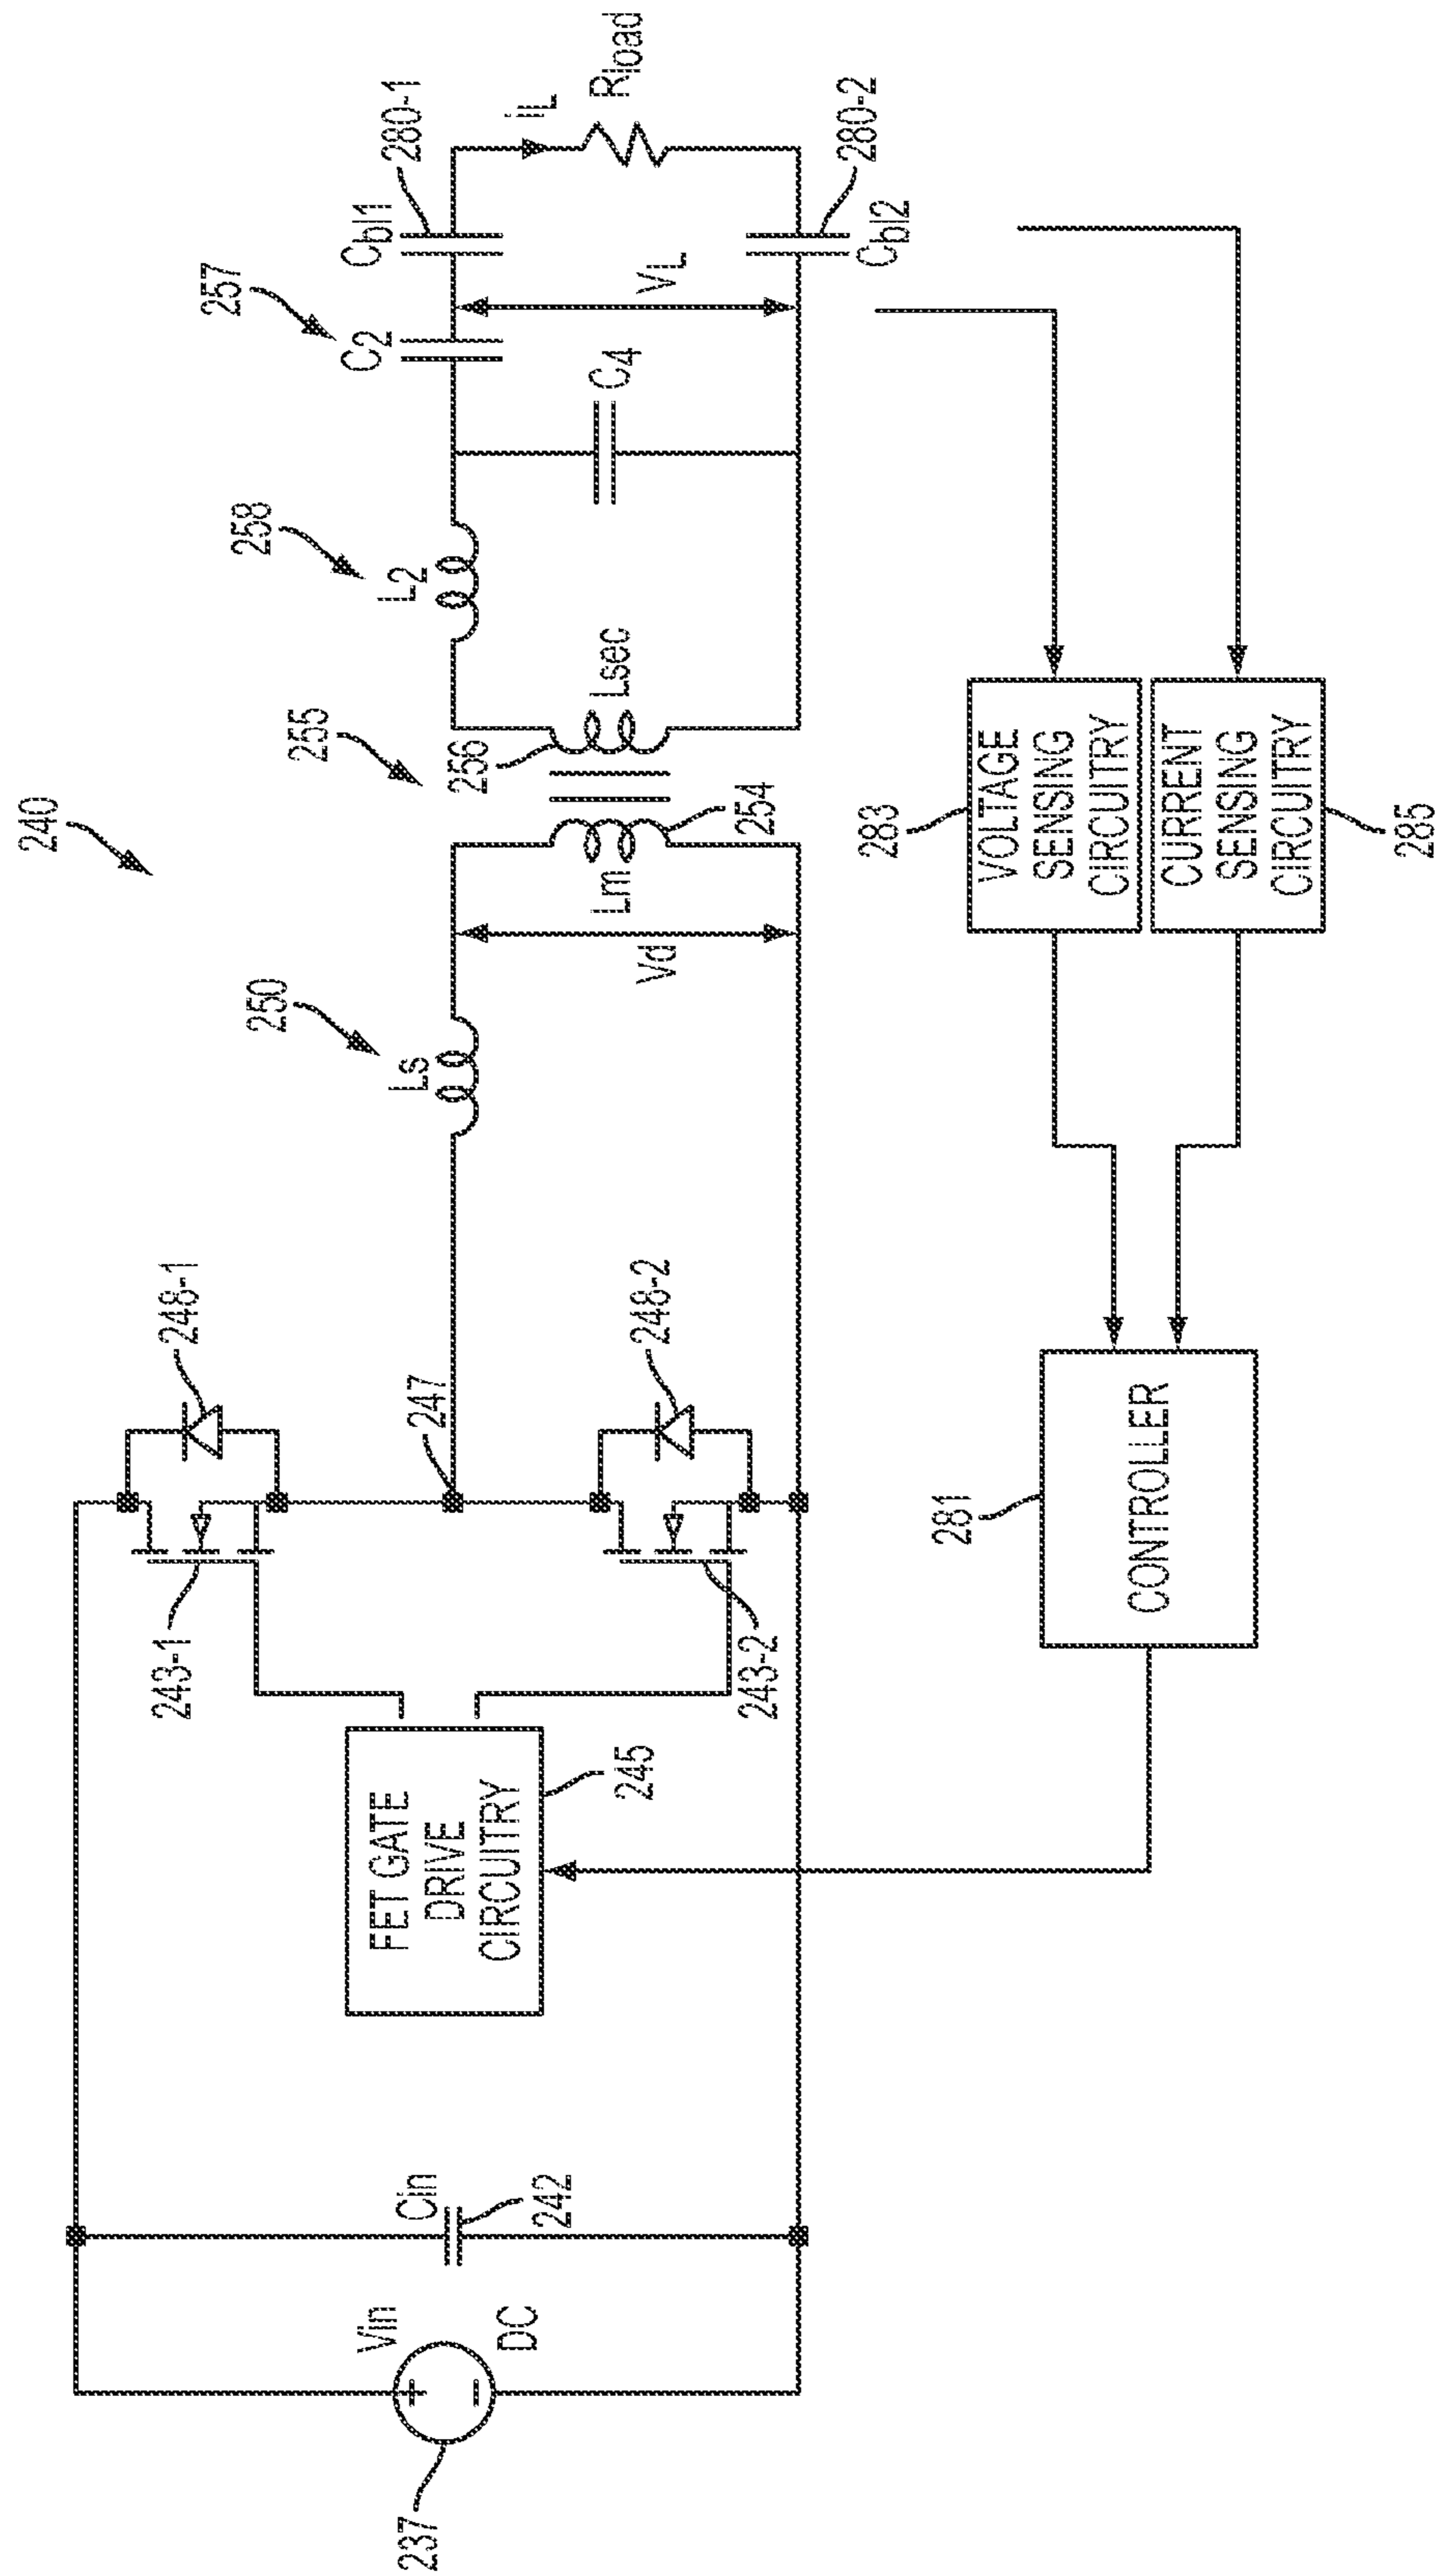 240
237
Vin
DC
Cin
242
FET GATE
DRIVE
CIRCUITRY
245
243-1
248-1
247
243-2
248-2
250
Ls
Vd
Lm
254
255
256
Lsec
258
L2
257
C2
C4
VL
Cbl1
280-1
iL
Rload
Cbl2
280-2
281
CONTROLLER
283
VOLTAGE
SENSING
CIRCUITRY
CURRENT
SENSING
CIRCUITRY
285